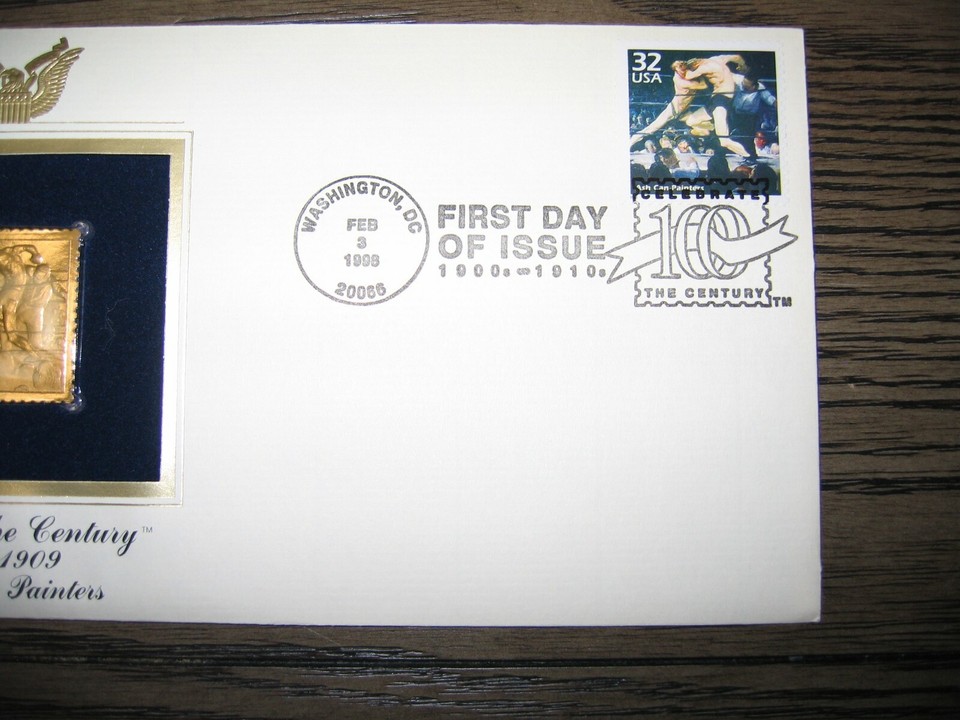 32
USA
Ash Can Painters
CELEBRATE
100
THE CENTURY TM
WASHINGTON, DC
FEB
3
1998
20066
FIRST DAY
OF ISSUE
1900s - 1910s
he Century™
1909
Painters